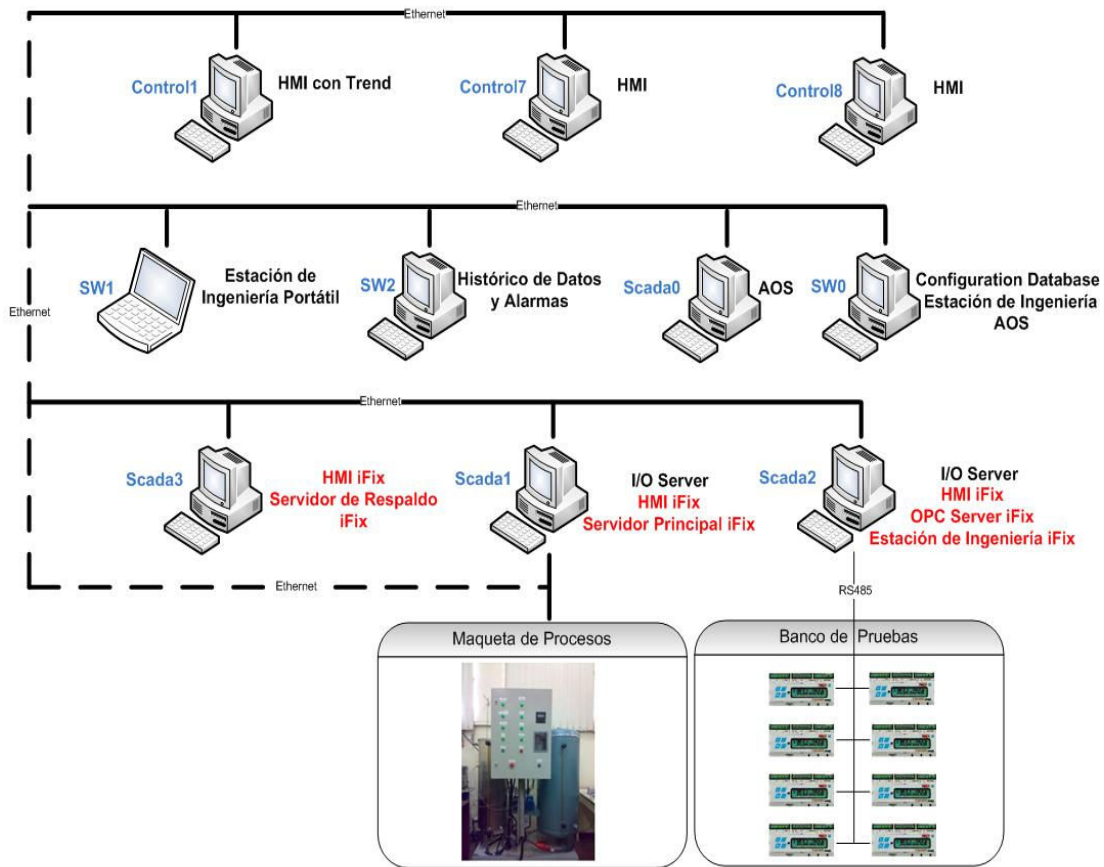 Ethernet
Control1
HMI con Trend
Control7
HMI
Control8
HMI
Ethernet
SW1
Estación de
Ingeniería Portátil
SW2
Histórico de Datos
y Alarmas
Scada0
AOS
SW0
Configuration Database
Estación de Ingeniería
AOS
Ethernet
Ethernet
Scada3
HMI iFix
Servidor de Respaldo
iFix
Scada1
I/O Server
HMI iFix
Servidor Principal iFix
Scada2
I/O Server
HMI iFix
OPC Server iFix
Estación de Ingeniería iFix
Ethernet
RS485
Maqueta de Procesos
Banco de Pruebas